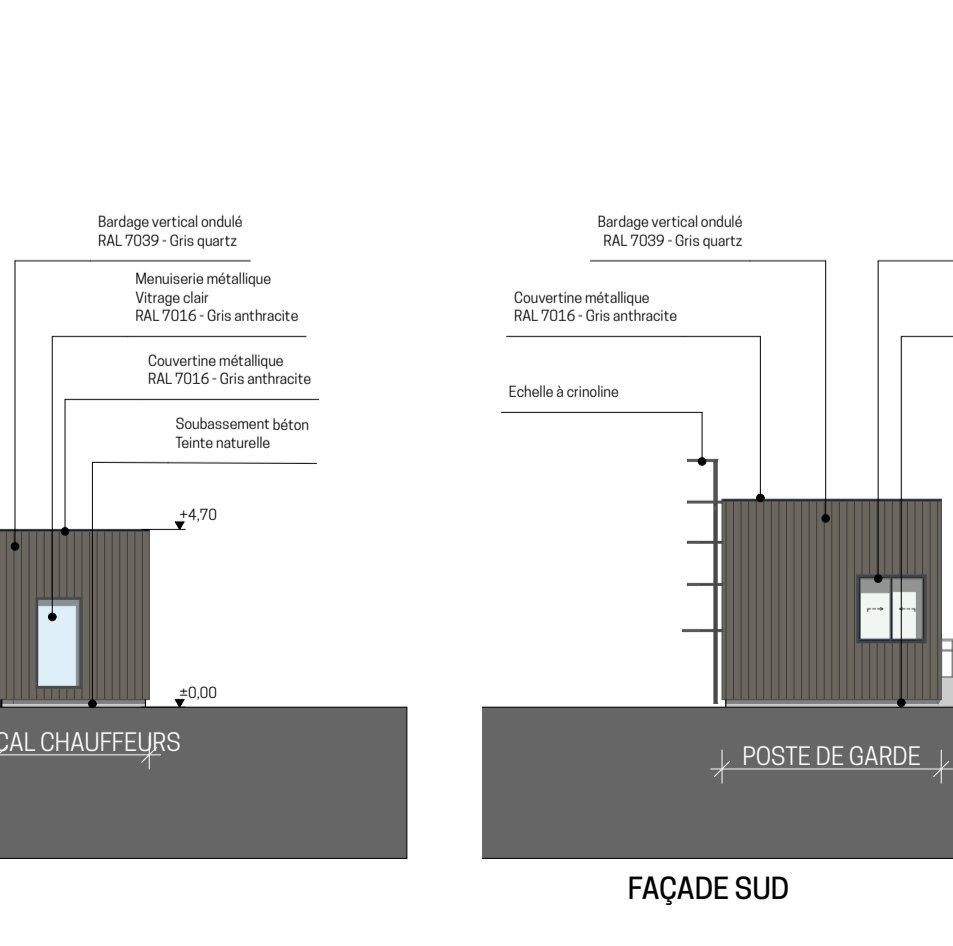 Bardage vertical ondulé
RAL 7039 - Gris quartz
Menuiserie métallique
Vitrage clair
RAL 7016 - Gris anthracite
Couvertine métallique
RAL 7016 - Gris anthracite
Soubassement béton
Teinte naturelle
+4,70
±0,00
CAL CHAUFFEURS
Bardage vertical ondulé
RAL 7039 - Gris quartz
Couvertine métallique
RAL 7016 - Gris anthracite
Echelle à crinoline
POSTE DE GARDE
FAÇADE SUD